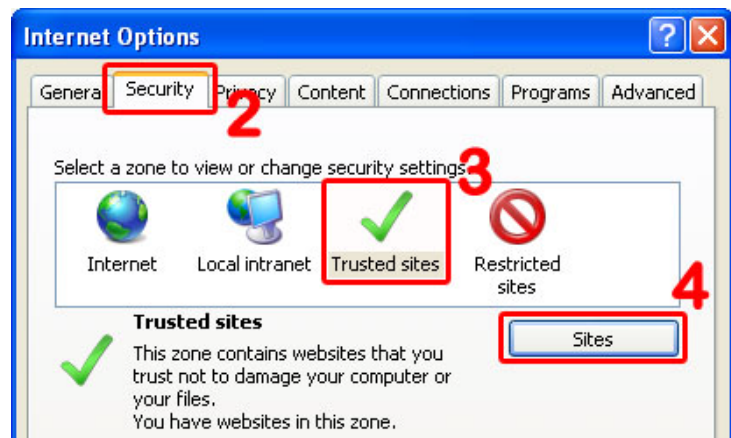 Internet Options
General Security Privacy Content Connections Programs Advanced
2
Select a zone to view or change security settings.
3
Internet Local intranet Trusted sites Restricted
sites
4
Trusted sites
Sites
This zone contains websites that you
trust not to damage your computer or
your files.
You have websites in this zone.